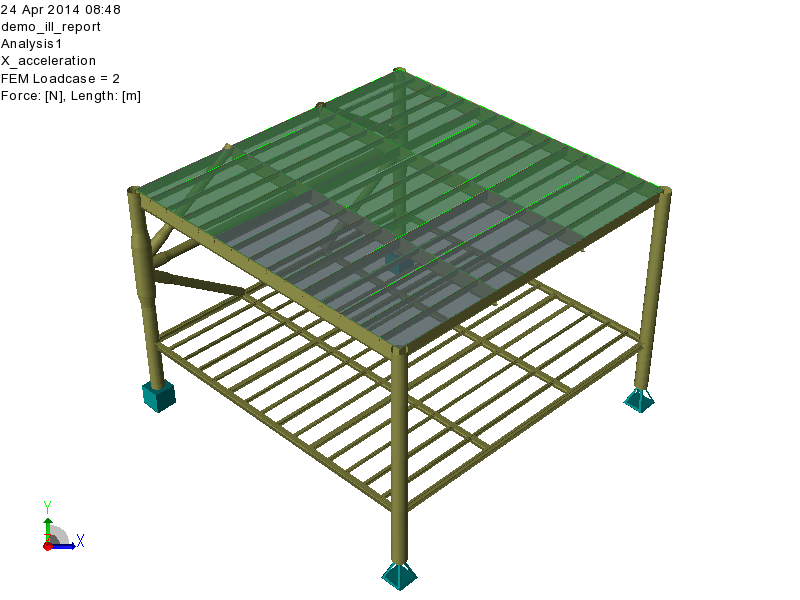 24 Apr 2014 08:48
demo_ill_report
Analysis1
X_acceleration
FEM Loadcase = 2
Force: [N], Length: [m]
Y
Z
X